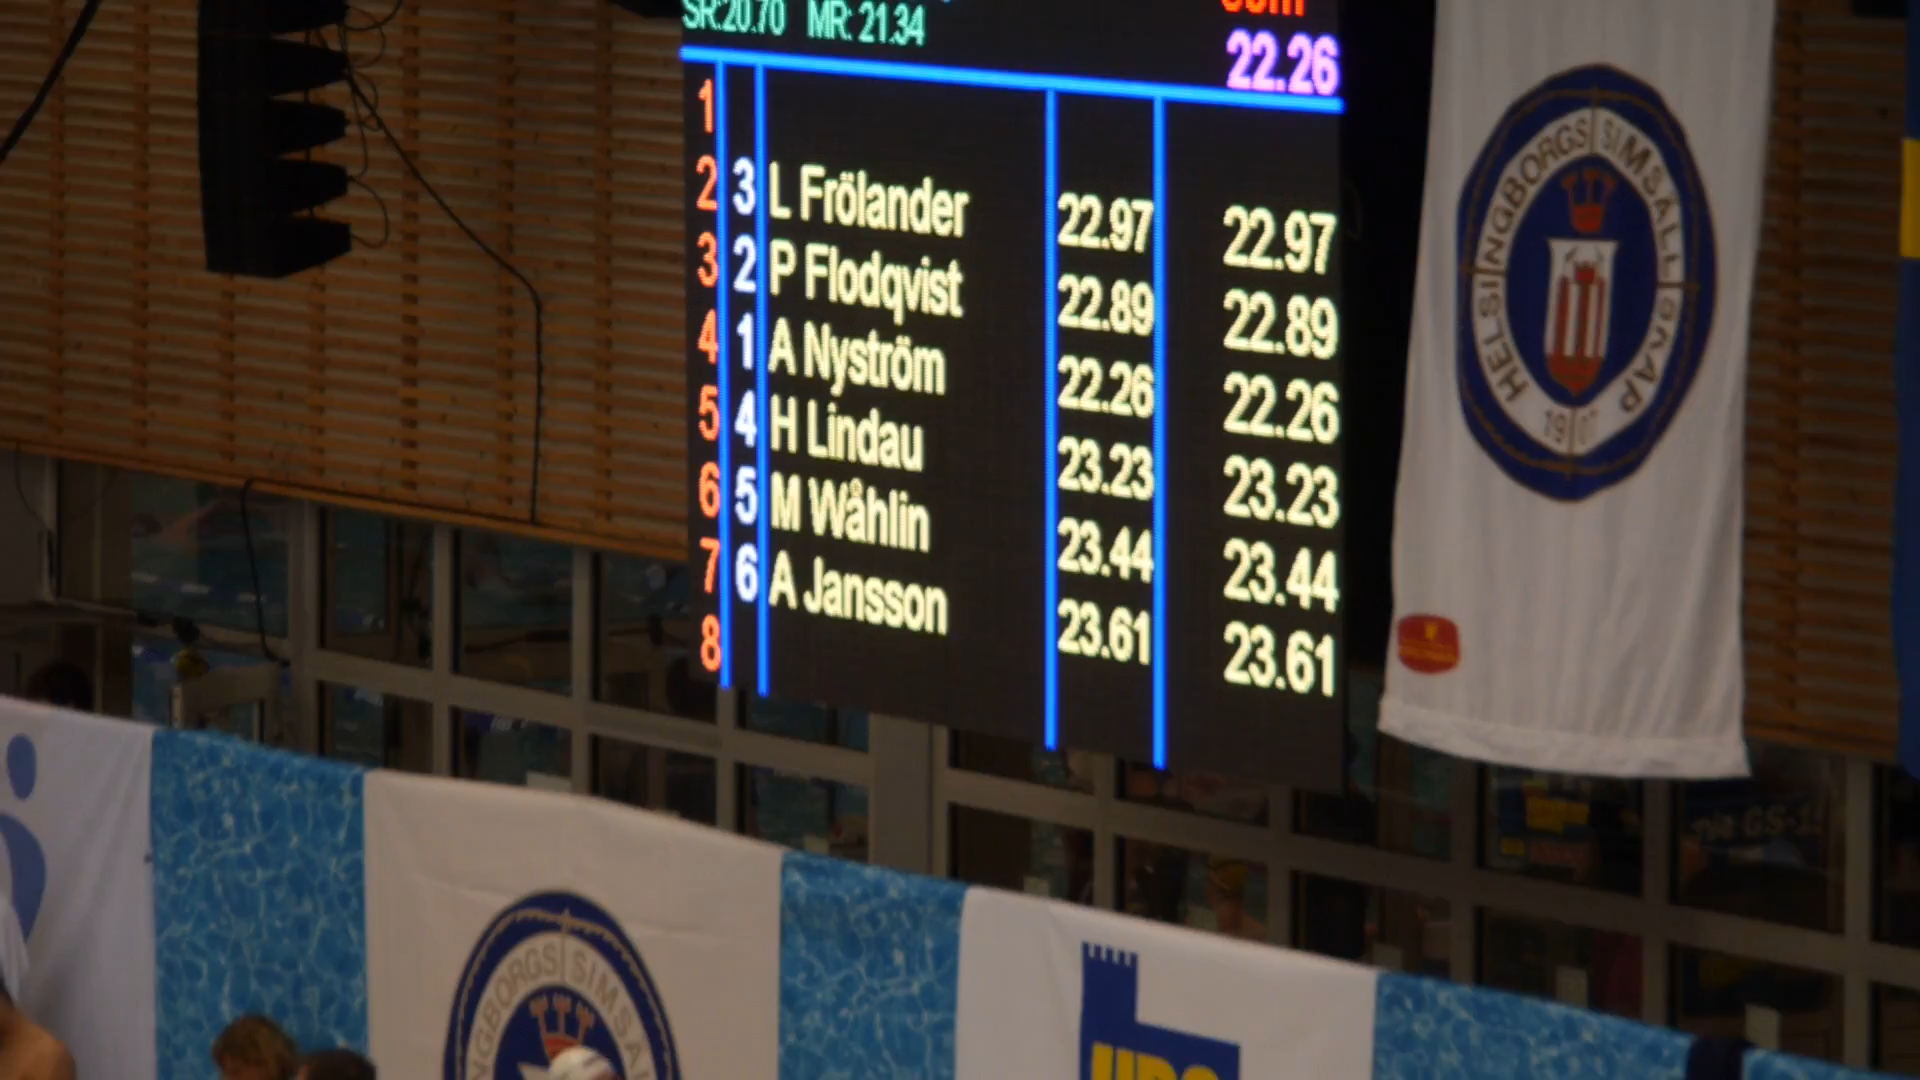 SR:20.70 MR: 21.34
22.26
1
2 3 L Frölander 22.97 22.97
3 2 P Flodqvist 22.89 22.89
4 1 A Nyström 22.26 22.26
5 4 H Lindau 23.23 23.23
6 5 M Wåhlin 23.44 23.44
7 6 A Jansson 23.61 23.61
8
HELSINGBORGS SIMSÄLLSKAP